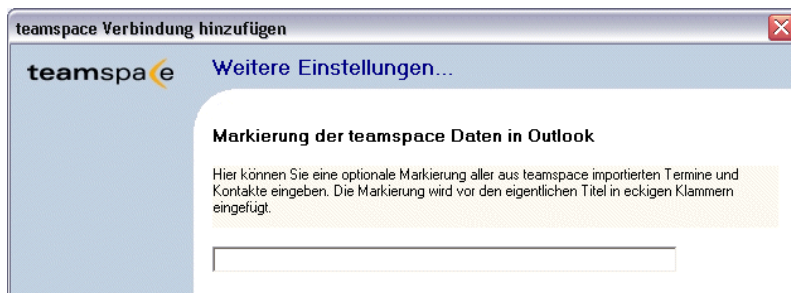 teamspace Verbindung hinzufügen
teamspace
Weitere Einstellungen...
Markierung der teamspace Daten in Outlook
Hier können Sie eine optionale Markierung aller aus teamspace importierten Termine und
Kontakte eingeben. Die Markierung wird vor den eigentlichen Titel in eckigen Klammern
eingefügt.